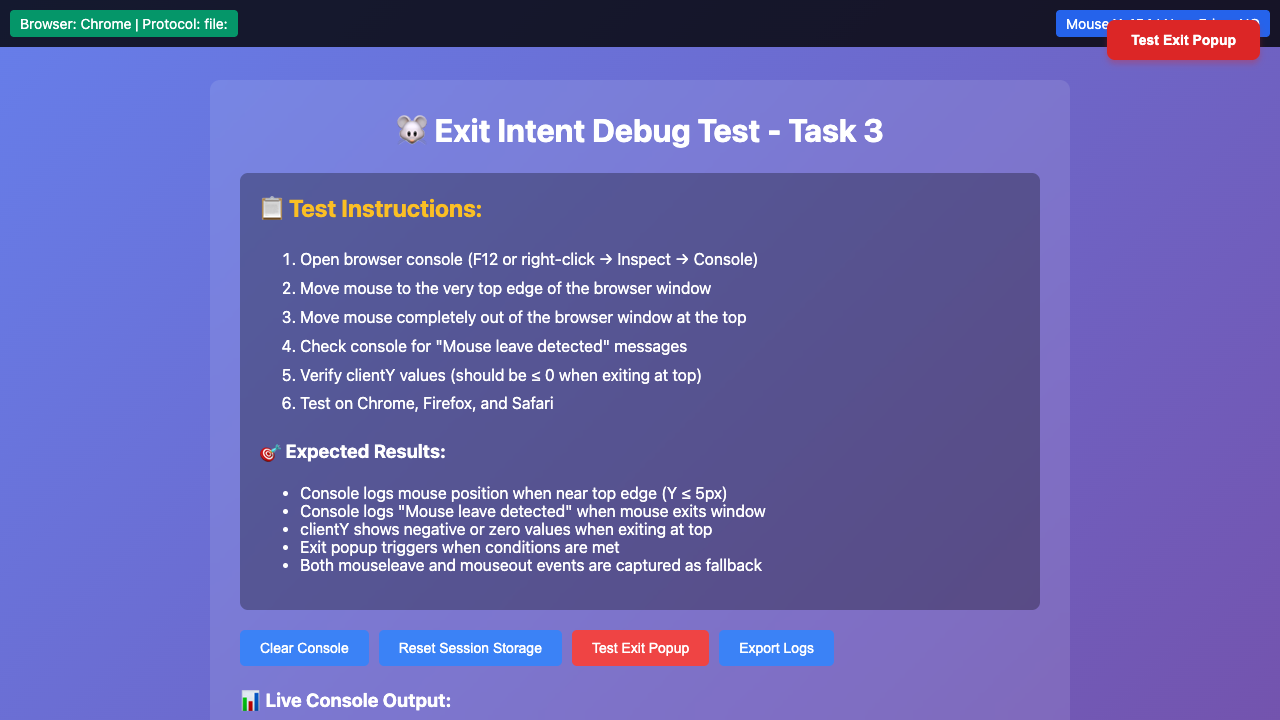 Browser: Chrome | Protocol: file:
Mouse
Test Exit Popup
🐭 Exit Intent Debug Test - Task 3
📋 Test Instructions:
1. Open browser console (F12 or right-click → Inspect → Console)
2. Move mouse to the very top edge of the browser window
3. Move mouse completely out of the browser window at the top
4. Check console for "Mouse leave detected" messages
5. Verify clientY values (should be ≤ 0 when exiting at top)
6. Test on Chrome, Firefox, and Safari
🎯 Expected Results:
• Console logs mouse position when near top edge (Y ≤ 5px)
• Console logs "Mouse leave detected" when mouse exits window
• clientY shows negative or zero values when exiting at top
• Exit popup triggers when conditions are met
• Both mouseleave and mouseout events are captured as fallback
Clear Console
Reset Session Storage
Test Exit Popup
Export Logs
📊 Live Console Output: